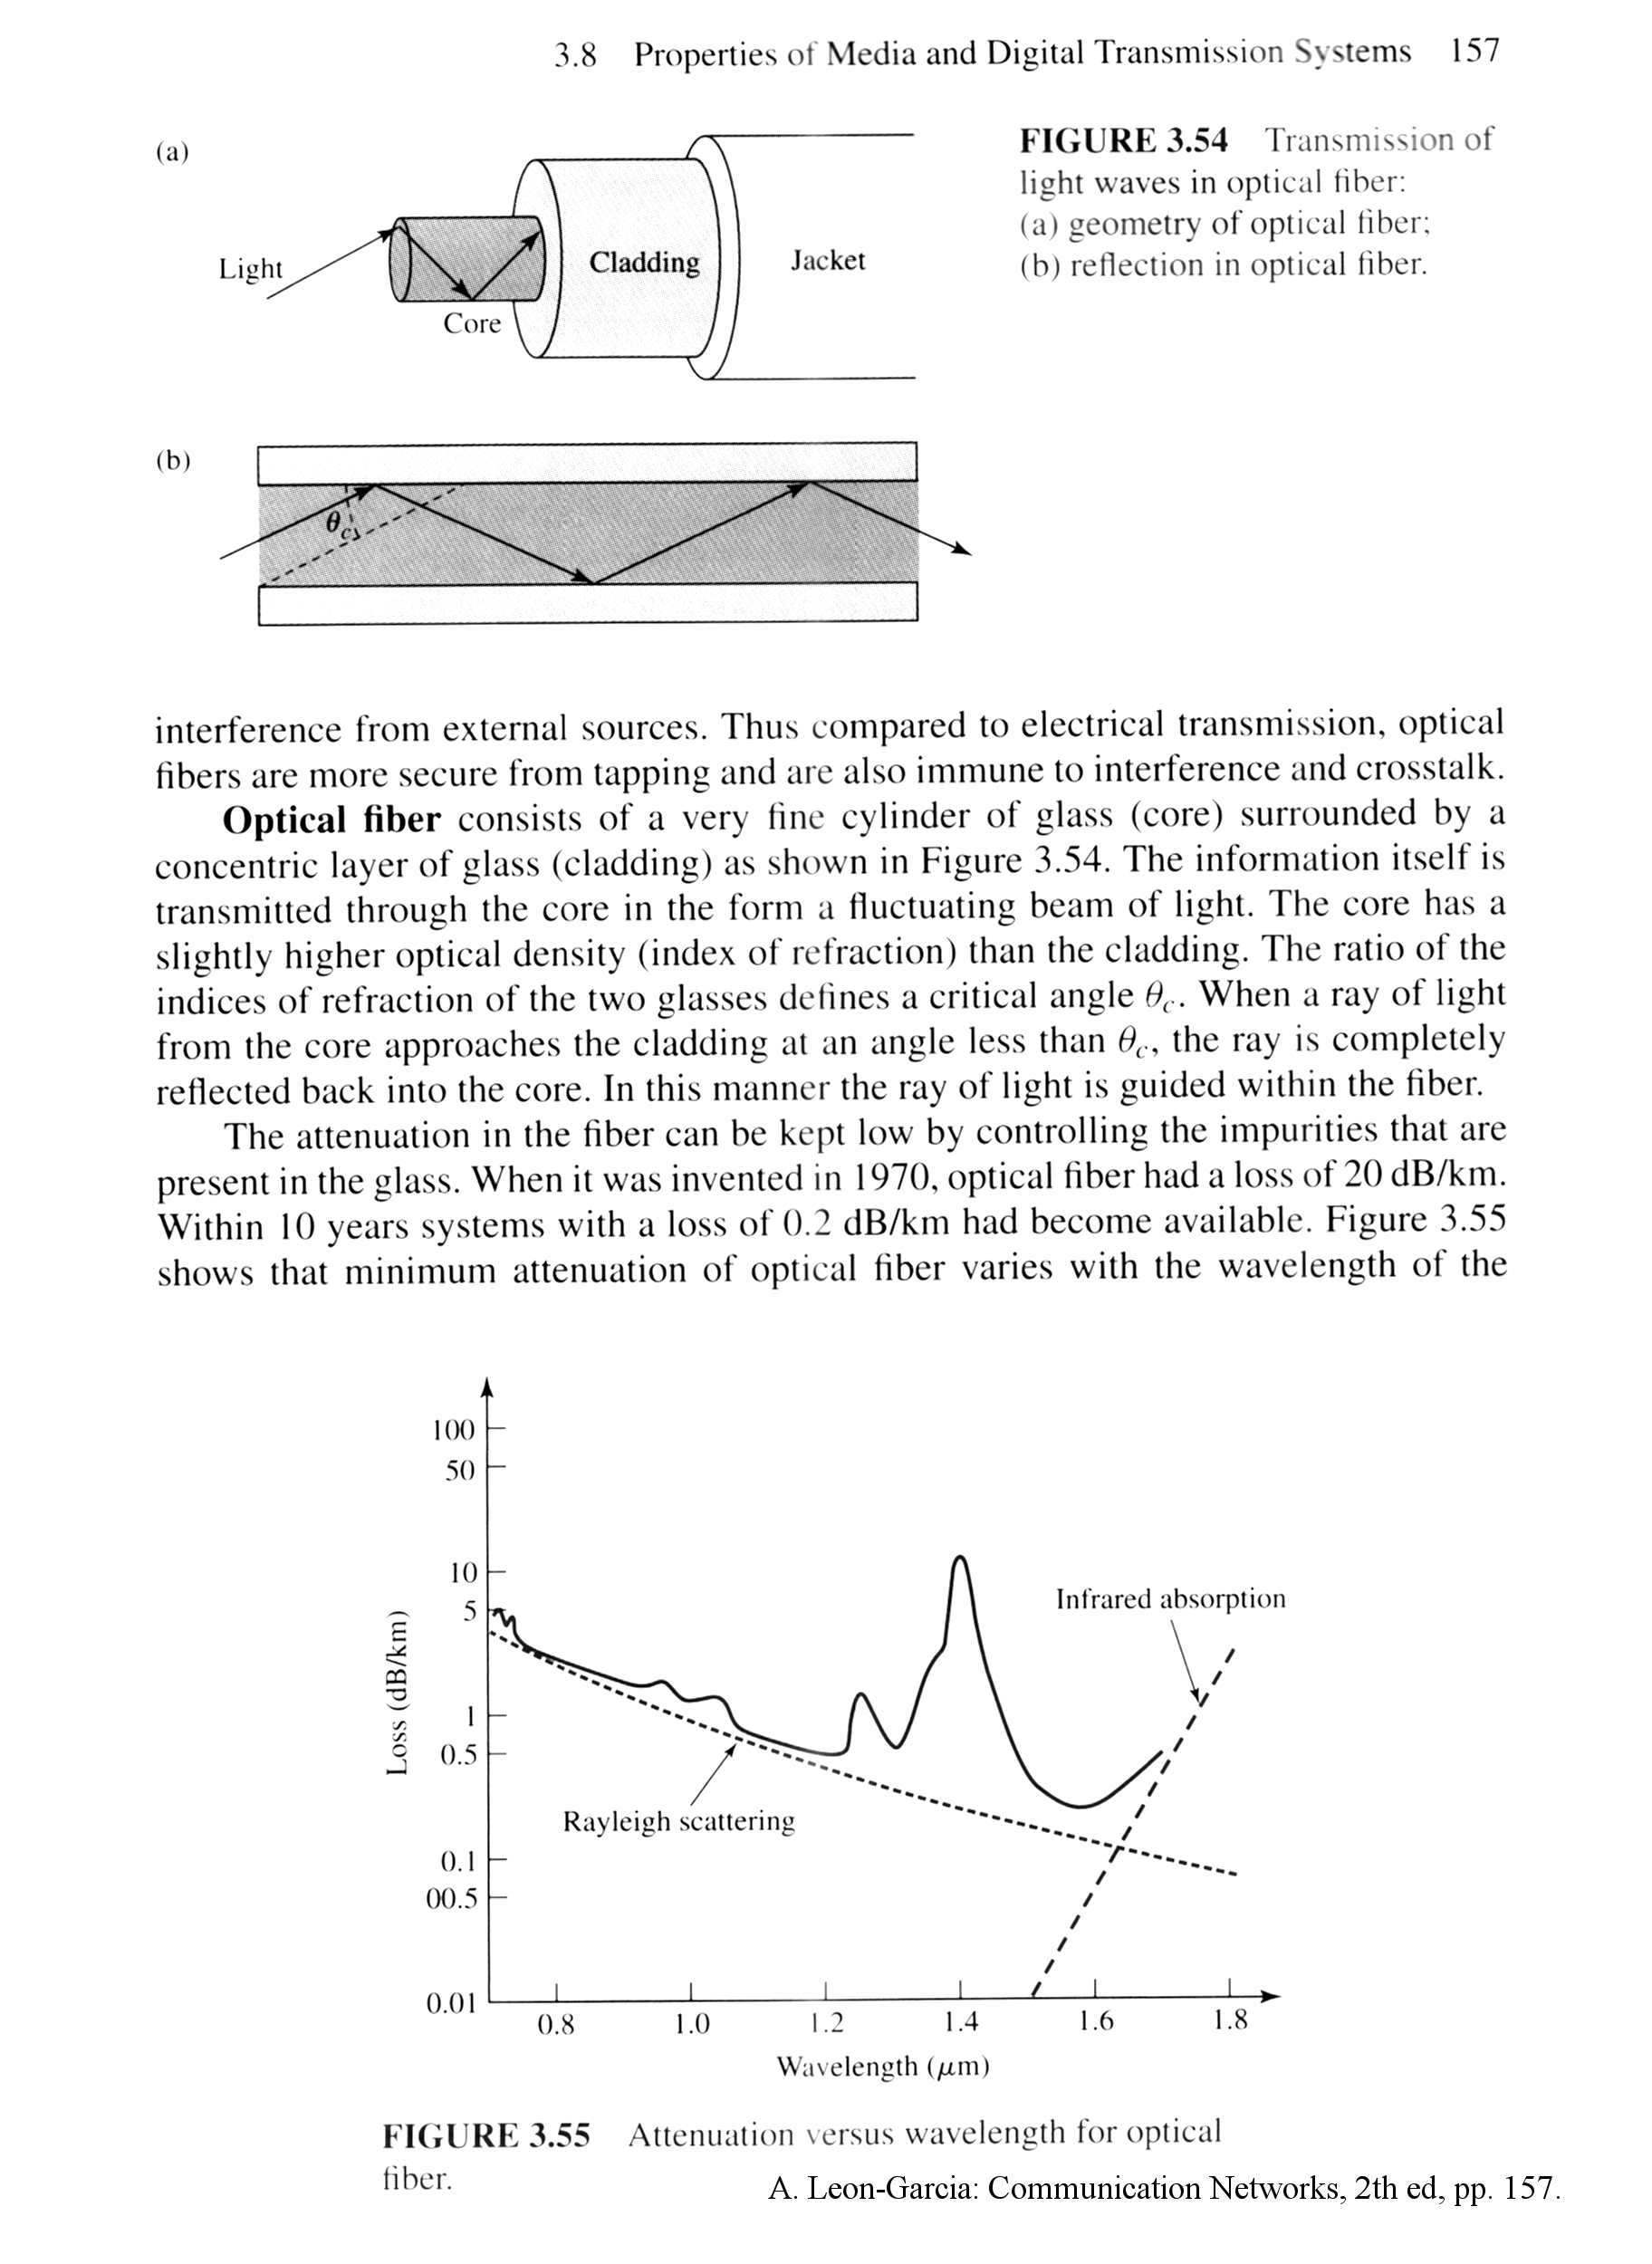 3.8 Properties of Media and Digital Transmission Systems 157
(a)
Light
Core
Cladding
Jacket
FIGURE 3.54 Transmission of
light waves in optical fiber:
(a) geometry of optical fiber;
(b) reflection in optical fiber.
(b)
θc
interference from external sources. Thus compared to electrical transmission, optical
fibers are more secure from tapping and are also immune to interference and crosstalk.
Optical fiber consists of a very fine cylinder of glass (core) surrounded by a
concentric layer of glass (cladding) as shown in Figure 3.54. The information itself is
transmitted through the core in the form a fluctuating beam of light. The core has a
slightly higher optical density (index of refraction) than the cladding. The ratio of the
indices of refraction of the two glasses defines a critical angle θc. When a ray of light
from the core approaches the cladding at an angle less than θc, the ray is completely
reflected back into the core. In this manner the ray of light is guided within the fiber.
The attenuation in the fiber can be kept low by controlling the impurities that are
present in the glass. When it was invented in 1970, optical fiber had a loss of 20 dB/km.
Within 10 years systems with a loss of 0.2 dB/km had become available. Figure 3.55
shows that minimum attenuation of optical fiber varies with the wavelength of the
100
50
10
5
1
0.5
0.1
00.5
0.01
Loss (dB/km)
Infrared absorption
Rayleigh scattering
0.8 1.0 1.2 1.4 1.6 1.8
Wavelength (μm)
FIGURE 3.55 Attenuation versus wavelength for optical
fiber.
A. Leon-Garcia: Communication Networks, 2th ed, pp. 157.